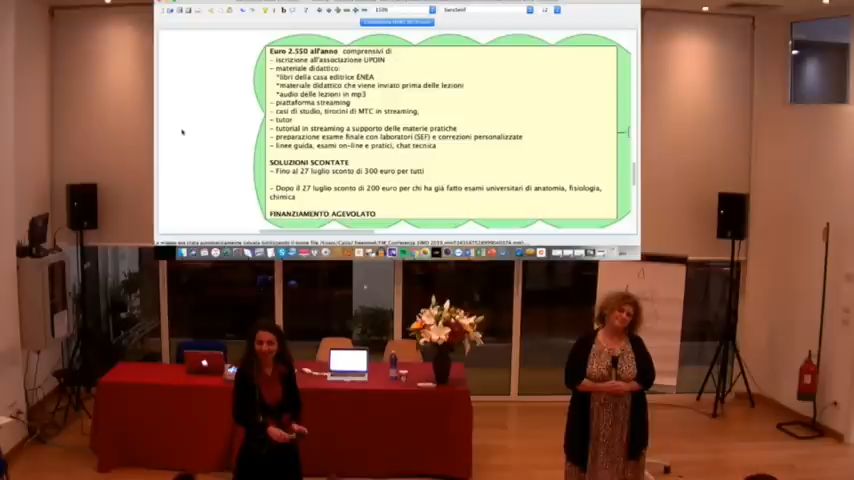 Euro 2.550 all'anno comprensivi di
- iscrizione all'associazione UPOIN
- materiale didattico:
*libri della casa editrice ENEA
*materiale didattico che viene inviato prima delle lezioni
*audio delle lezioni in mp3
- piattaforma streaming
- casi di studio, tirocini di MTC in streaming,
- tutor
- tutorial in streaming a supporto delle materie pratiche
- preparazione esame finale con laboratori (SEF) e correzioni personalizzate
- linee guida, esami on-line e pratici, chat tecnica
SOLUZIONI SCONTATE
- Fino al 27 luglio sconto di 300 euro per tutti
- Dopo il 27 luglio sconto di 200 euro per chi ha già fatto esami universitari di anatomia, fisiologia,
chimica
FINANZIAMENTO AGEVOLATO